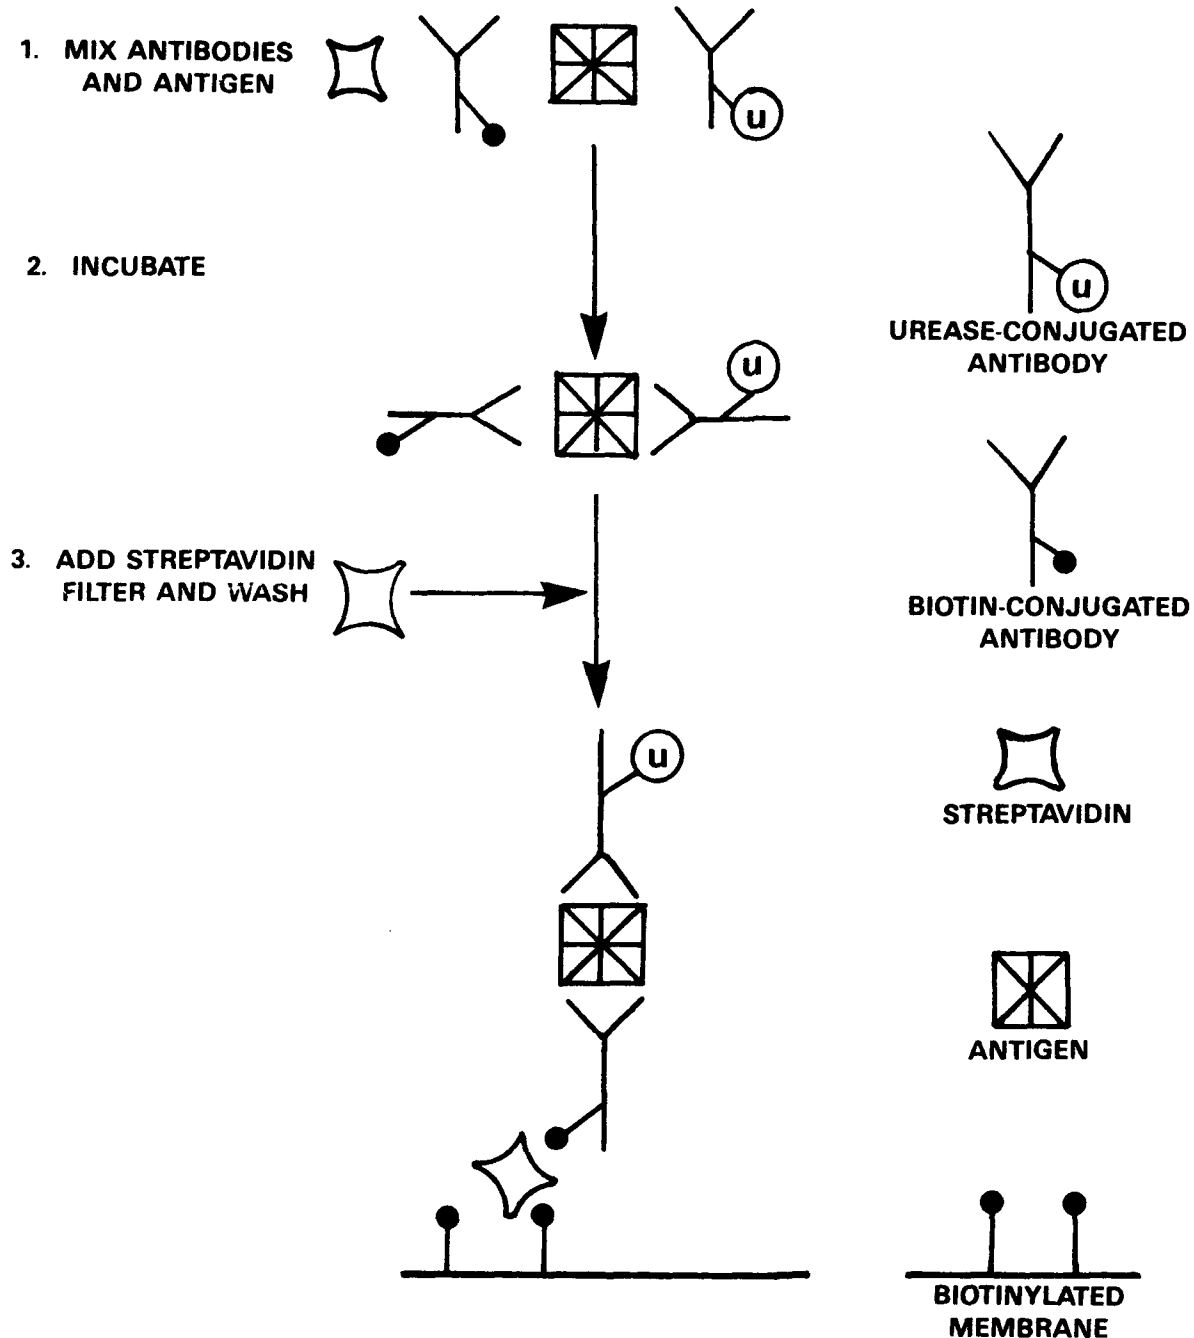 1. MIX ANTIBODIES
AND ANTIGEN
u
2. INCUBATE
u
UREASE-CONJUGATED
ANTIBODY
u
3. ADD STREPTAVIDIN
FILTER AND WASH
BIOTIN-CONJUGATED
ANTIBODY
u
STREPTAVIDIN
ANTIGEN
BIOTINYLATED
MEMBRANE